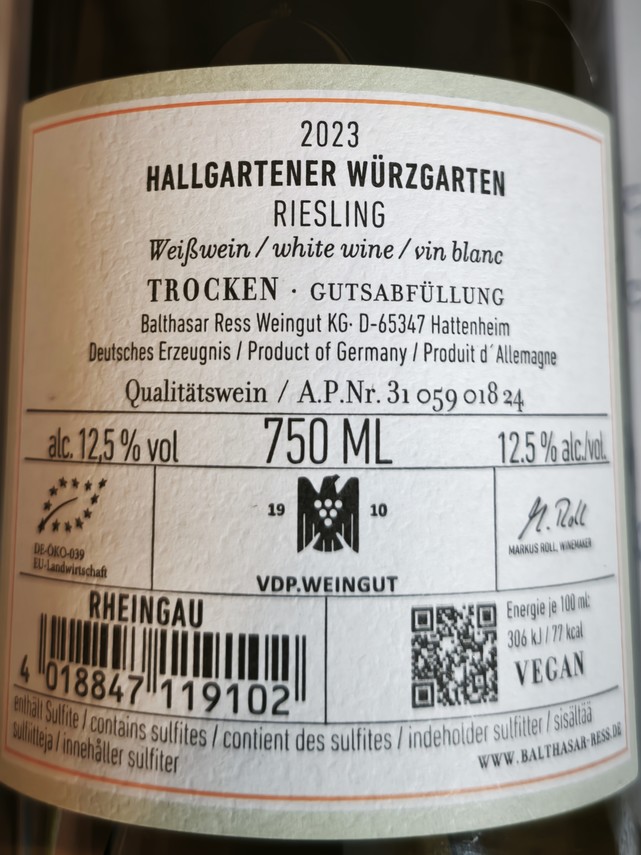 2023
HALLGARTENER WÜRZGARTEN
RIESLING
Weißwein / white wine / vin blanc
TROCKEN · GUTSABFÜLLUNG
Balthasar Ress Weingut KG· D-65347 Hattenheim
Deutsches Erzeugnis / Product of Germany / Produit d´Allemagne
Qualitätswein / A.P.Nr. 31 059 018 24
alc. 12,5 % vol 750 ML 12.5 % alc./vol.
19 10
M. Röll
DE-ÖKO-039
EU-Landwirtschaft
VDP.WEINGUT
MARKUS RÖLL, WINEMAKER
RHEINGAU
4 018847 119102
Energie je 100 ml:
306 kJ / 77 kcal
VEGAN
enthält Sulfite / contains sulfites / contient des sulfites / indeholder sulfitter / sisältää
sulfiitteja / innehåller sulfiter
WWW.BALTHASAR-RESS.DE